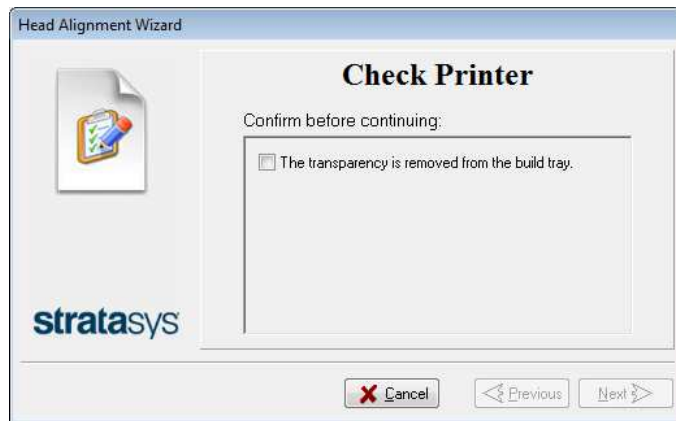 Head Alignment Wizard
Check Printer
Confirm before continuing:
The transparency is removed from the build tray.
stratasys
Cancel
Previous
Next